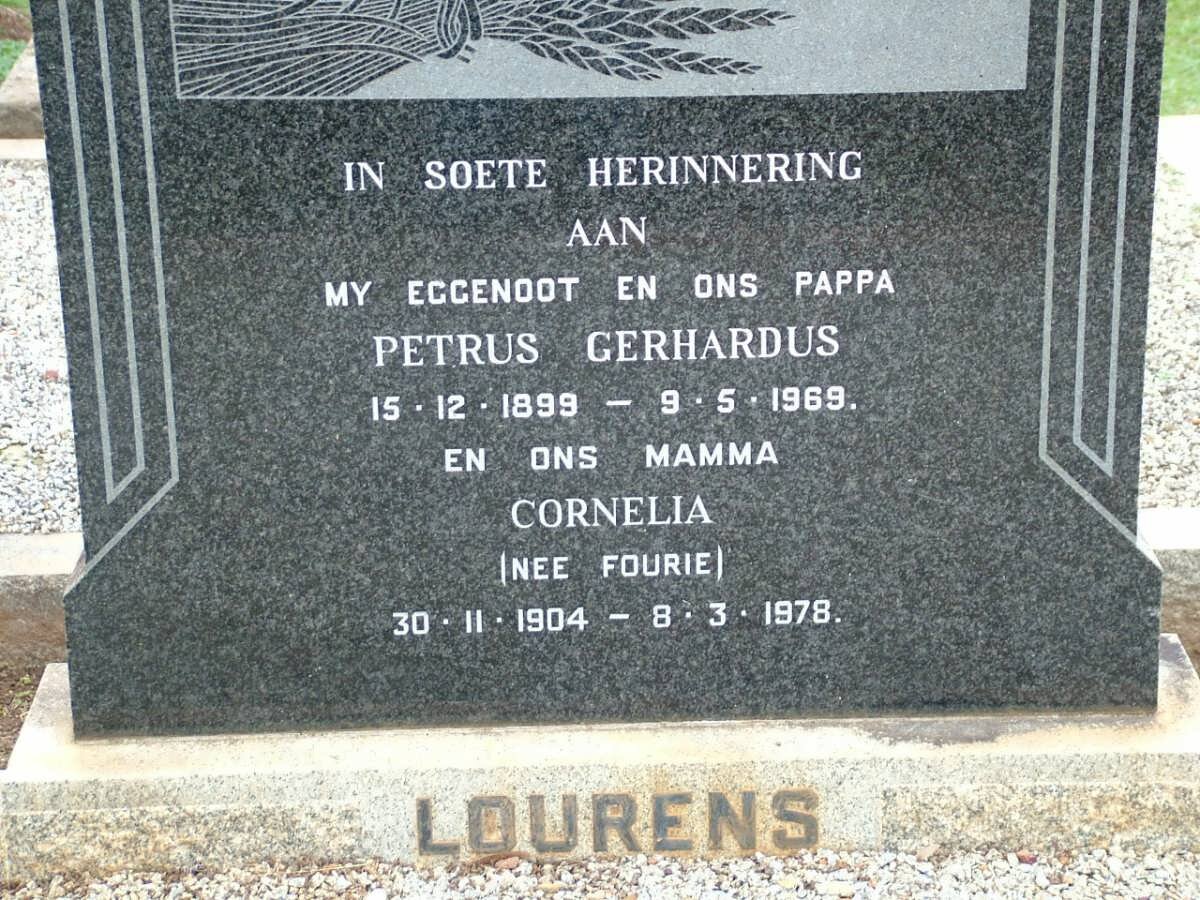 IN SOETE HERINNERING
AAN
MY EGGENOOT EN ONS PAPPA
PETRUS GERHARDUS
15·12·1899 – 9·5·1969.
EN ONS MAMMA
CORNELIA
(NEE FOURIE)
30·11·1904 – 8·3·1978.
LOURENS